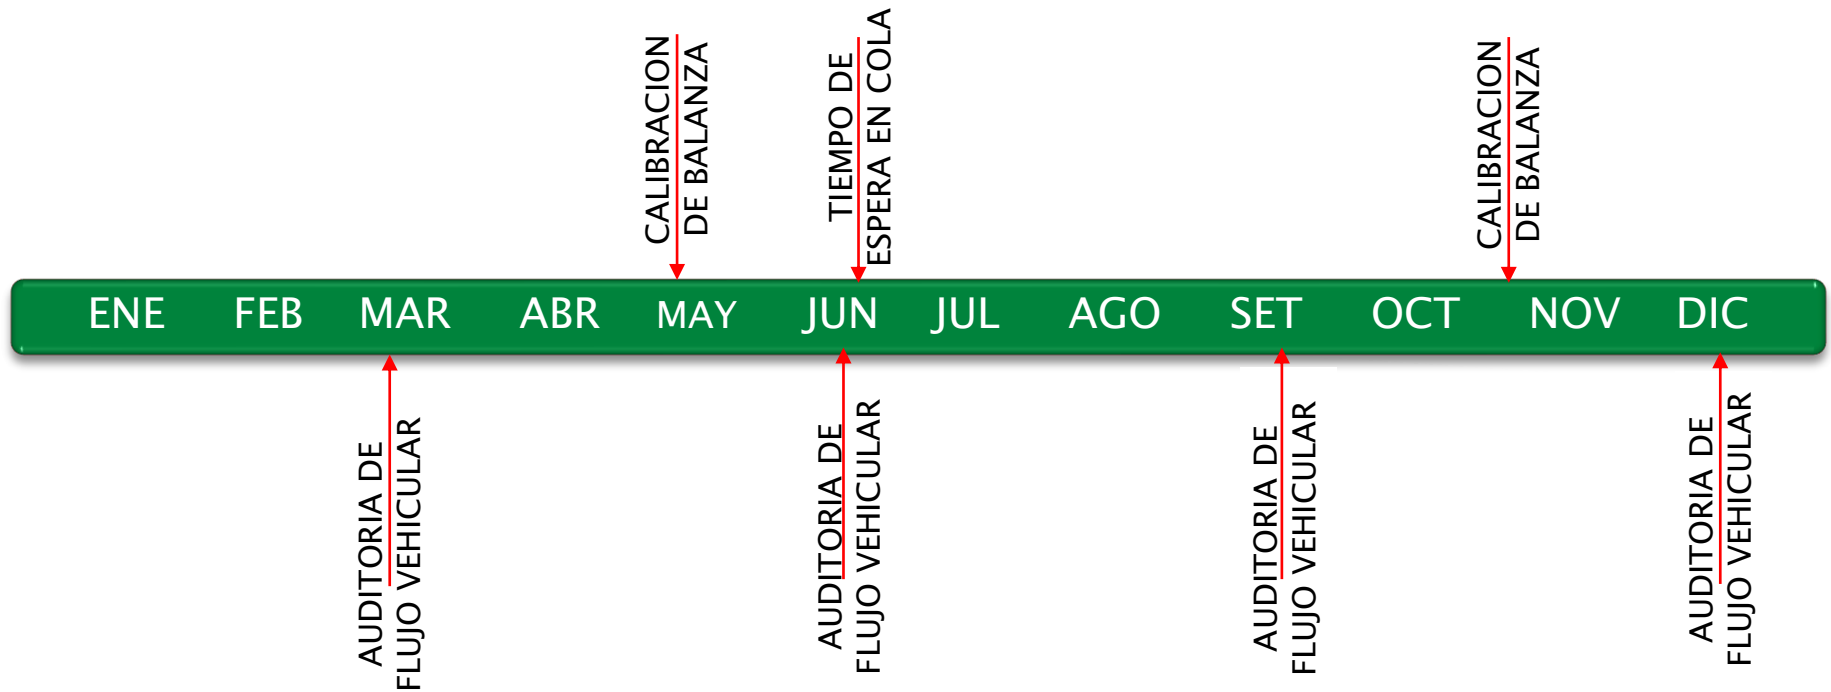 CALIBRACION
DE BALANZA
TIEMPO DE
ESPERA EN COLA
CALIBRACION
DE BALANZA
ENE FEB MAR ABR MAY JUN JUL AGO SET OCT NOV DIC
AUDITORIA DE
FLUJO VEHICULAR
AUDITORIA DE
FLUJO VEHICULAR
AUDITORIA DE
FLUJO VEHICULAR
AUDITORIA DE
FLUJO VEHICULAR